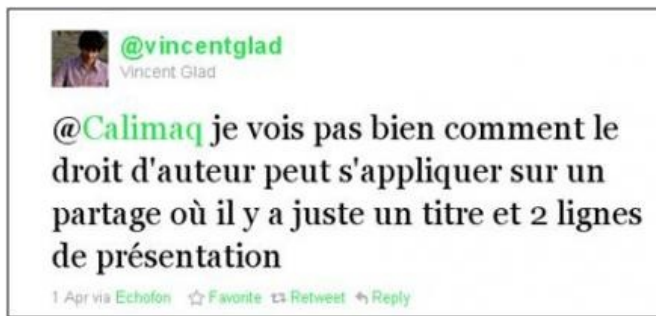 @vincentglad
Vincent Glad
@Calimaq je vois pas bien comment le
droit d'auteur peut s'appliquer sur un
partage où il y a juste un titre et 2 lignes
de présentation
1 Apr via Echofon Favorite Retweet Reply